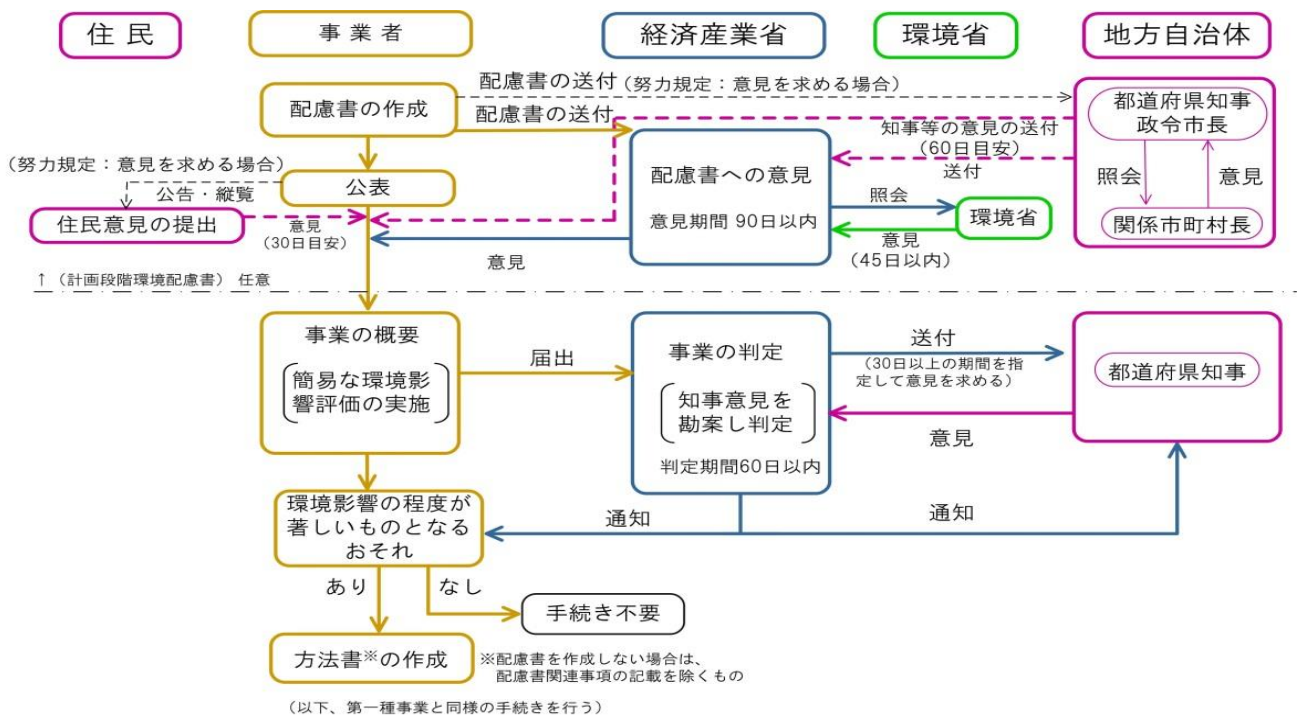 住 民
事 業 者
経済産業省
環境省
地方自治体
配慮書の作成
配慮書の送付(努力規定：意見を求める場合)
配慮書の送付
都道府県知事
政令市長
知事等の意見の送付
(60日目安)
送付
照会
意見
関係市町村長
(努力規定：意見を求める場合)
公告・縦覧
公表
住民意見の提出
意見
(30日目安)
配慮書への意見
意見期間 90日以内
照会
環境省
意見
(45日以内)
意見
↑（計画段階環境配慮書） 任意
事業の概要
簡易な環境影
響評価の実施
届出
事業の判定
知事意見を
勘案し判定
判定期間60日以内
送付
(30日以上の期間を指
定して意見を求める)
都道府県知事
意見
環境影響の程度が
著しいものとなる
おそれ
通知
通知
あり
なし
手続き不要
方法書※の作成
※配慮書を作成しない場合は、
配慮書関連事項の記載を除くもの
（以下、第一種事業と同様の手続きを行う）